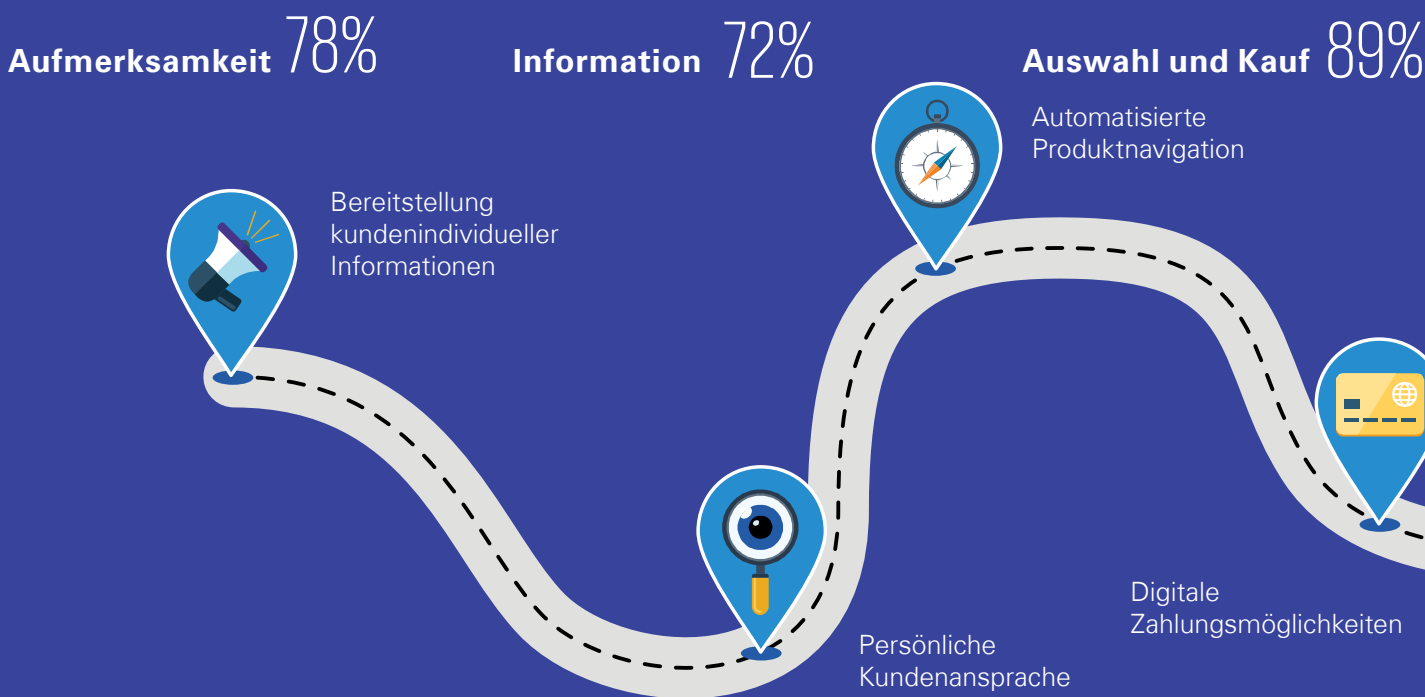 Aufmerksamkeit 78%
Information 72%
Auswahl und Kauf 89%
Automatisierte
Produktnavigation
Bereitstellung
kundenindividueller
Informationen
Digitale
Zahlungsmöglichkeiten
Persönliche
Kundenansprache